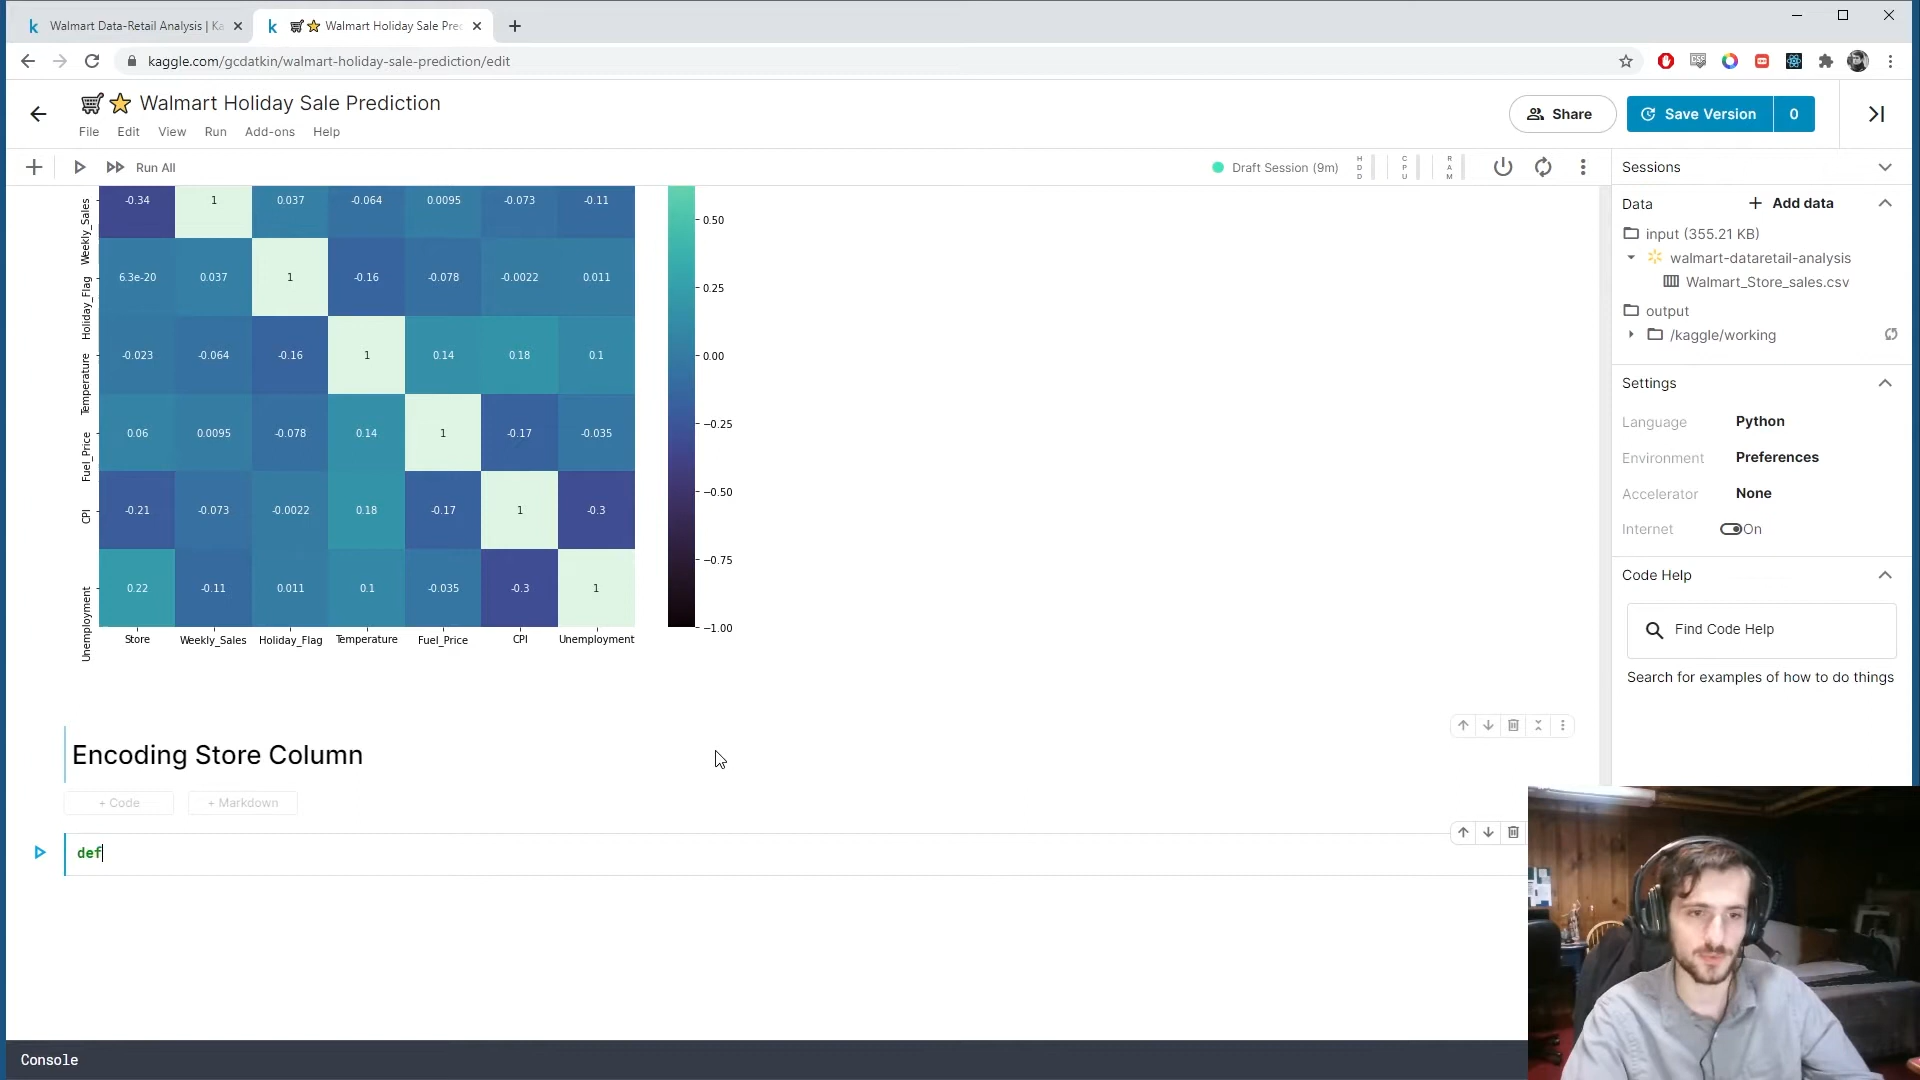 Walmart Data-Retail Analysis | Ka
Walmart Holiday Sale Prec
kaggle.com/gcdatkin/walmart-holiday-sale-prediction/edit
Walmart Holiday Sale Prediction
File Edit View Run Add-ons Help
Share
Save Version 0
Run All
Draft Session (9m)
HDD
CPU
RAM
Sessions
Data
+ Add data
input (355.21 KB)
walmart-dataretail-analysis
Walmart_Store_sales.csv
output
/kaggle/working
Settings
Language Python
Environment Preferences
Accelerator None
Internet On
Code Help
Find Code Help
Search for examples of how to do things
Weekly_Sales -0.34 1 0.037 -0.064 0.0095 -0.073 -0.11
Holiday_Flag 6.3e-20 0.037 1 -0.16 -0.078 -0.0022 0.011
Temperature -0.023 -0.064 -0.16 1 0.14 0.18 0.1
Fuel_Price 0.06 0.0095 -0.078 0.14 1 -0.17 -0.035
CPI -0.21 -0.073 -0.0022 0.18 -0.17 1 -0.3
Unemployment 0.22 -0.11 0.011 0.1 -0.035 -0.3 1
Store Weekly_Sales Holiday_Flag Temperature Fuel_Price CPI Unemployment
0.50
0.25
0.00
−0.25
−0.50
−0.75
−1.00
Encoding Store Column
+ Code
+ Markdown
def
Console